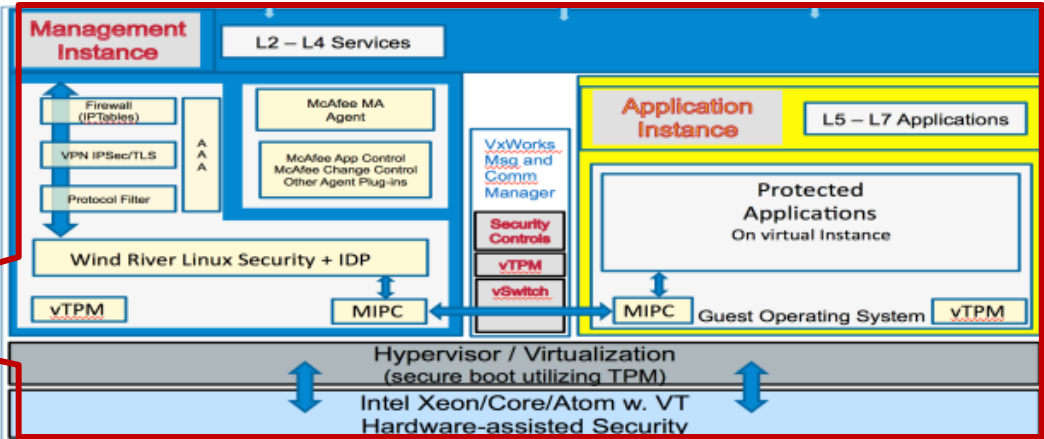 Management
Instance
L2 – L4 Services
Firewall
(IPTables)
VPN IPSec/TLS
Protocol Filter
A
A
A
McAfee MA
Agent
McAfee App Control
McAfee Change Control
Other Agent Plug-ins
Wind River Linux Security + IDP
vTPM
MIPC
VxWorks
Msg and
Comm
Manager
Security
Controls
vTPM
vSwitch
Application
Instance
L5 – L7 Applications
Protected
Applications
On virtual Instance
MIPC
Guest Operating System
vTPM
Hypervisor / Virtualization
(secure boot utilizing TPM)
Intel Xeon/Core/Atom w. VT
Hardware-assisted Security